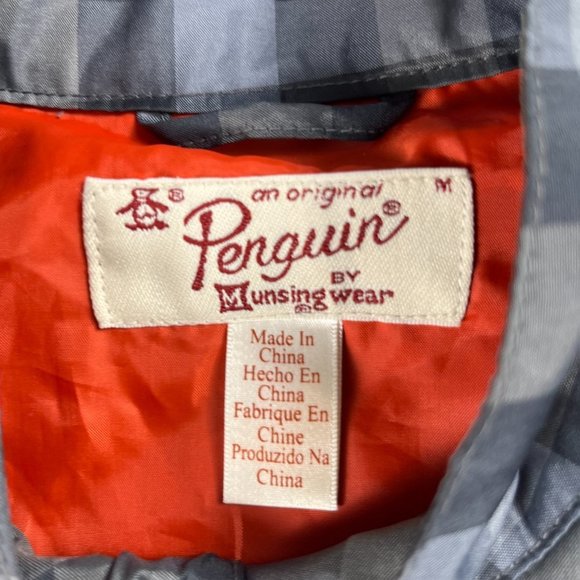 an original M
®
Penguin®
BY
Munsingwear
®
Made In
China
Hecho En
China
Fabrique En
Chine
Produzido Na
China